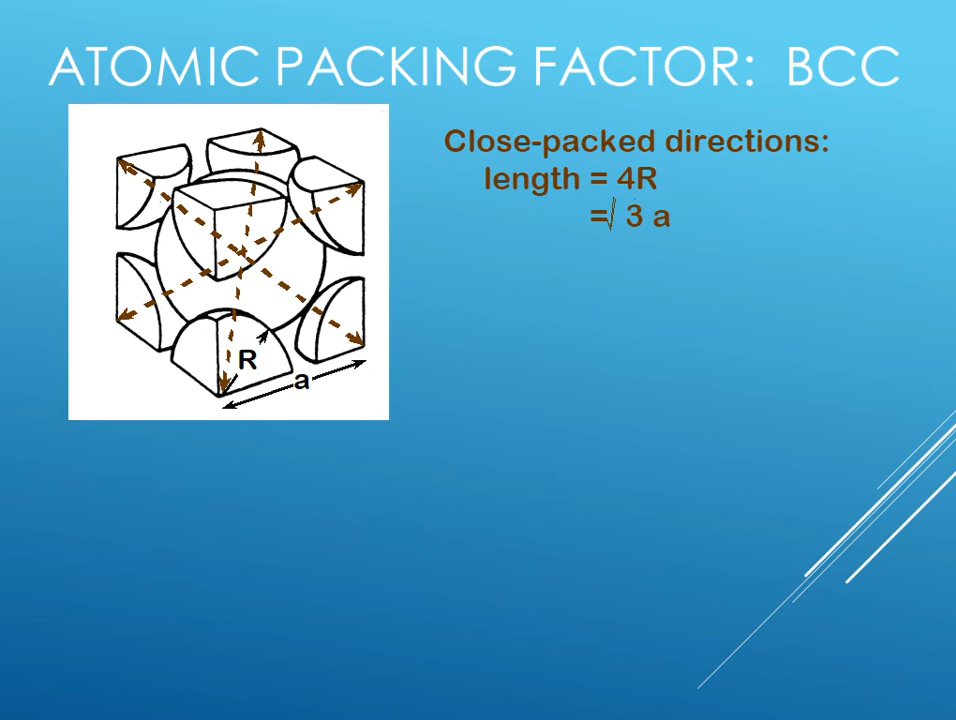 ATOMIC PACKING FACTOR: BCC
Close-packed directions:
length = 4R
=√ 3 a
R
a